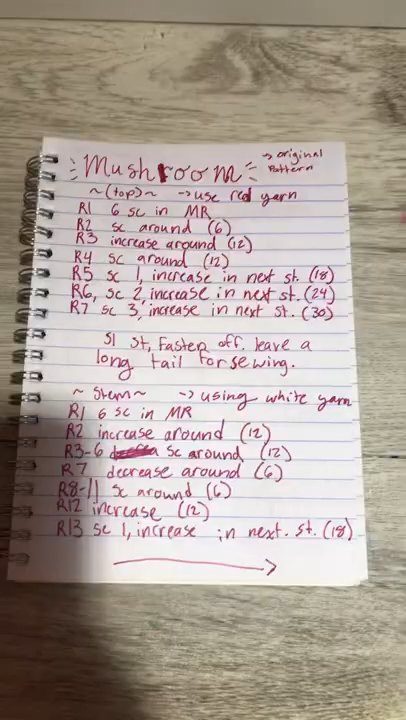 Mushroom
→ original
Pattern
~(top)~ → use red yarn
R1 6 sc in MR
R2 sc around (6)
R3 increase around (12)
R4 sc around (12)
R5 sc 1, increase in next st. (18)
R6, sc 2, increase in next st. (24)
R7 sc 3, increase in next st. (30)
Sl st, fasten off. leave a
long tail for sewing.
~ Stem ~ → using white yarn
R1 6 sc in MR
R2 increase around (12)
R3-6 sc around (12)
R7 decrease around (6)
R8-11 sc around (6)
R12 increase (12)
R13 sc 1, increase in next. st. (18)